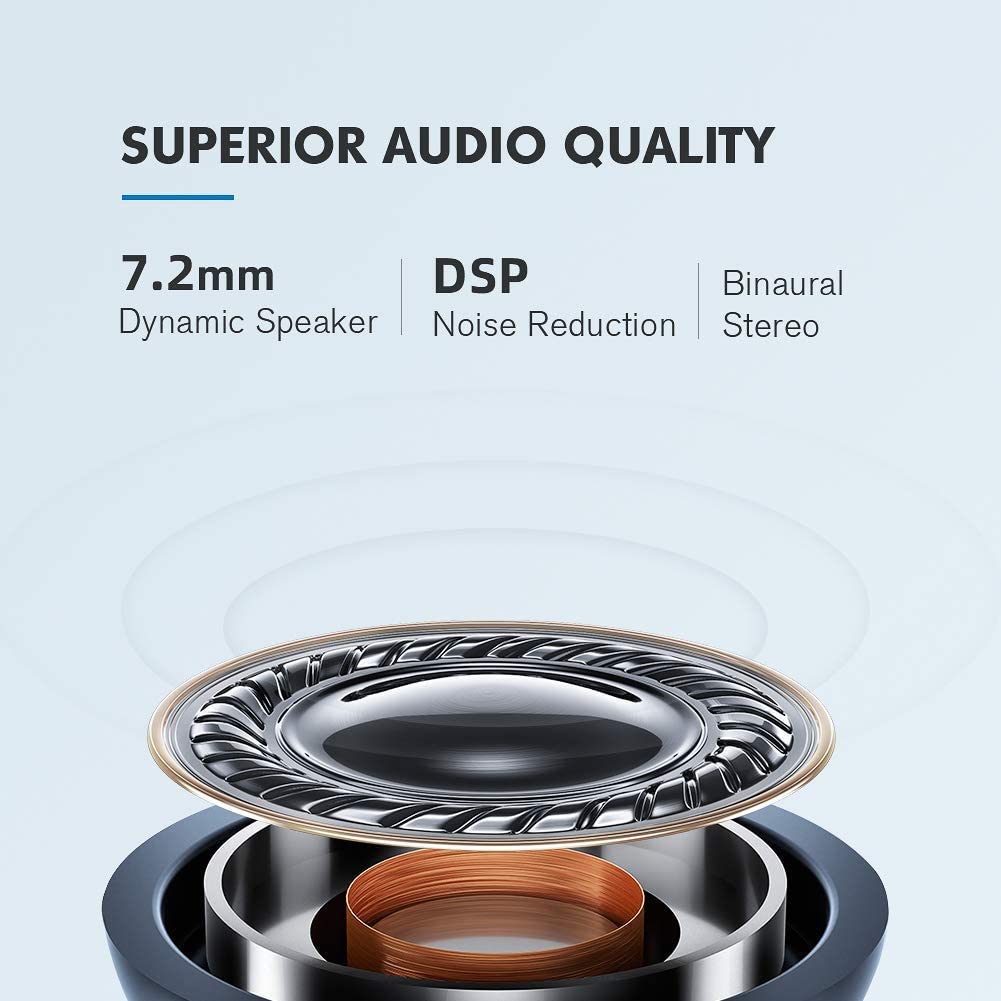 SUPERIOR AUDIO QUALITY
7.2mm
Dynamic Speaker
DSP
Noise Reduction
Binaural
Stereo